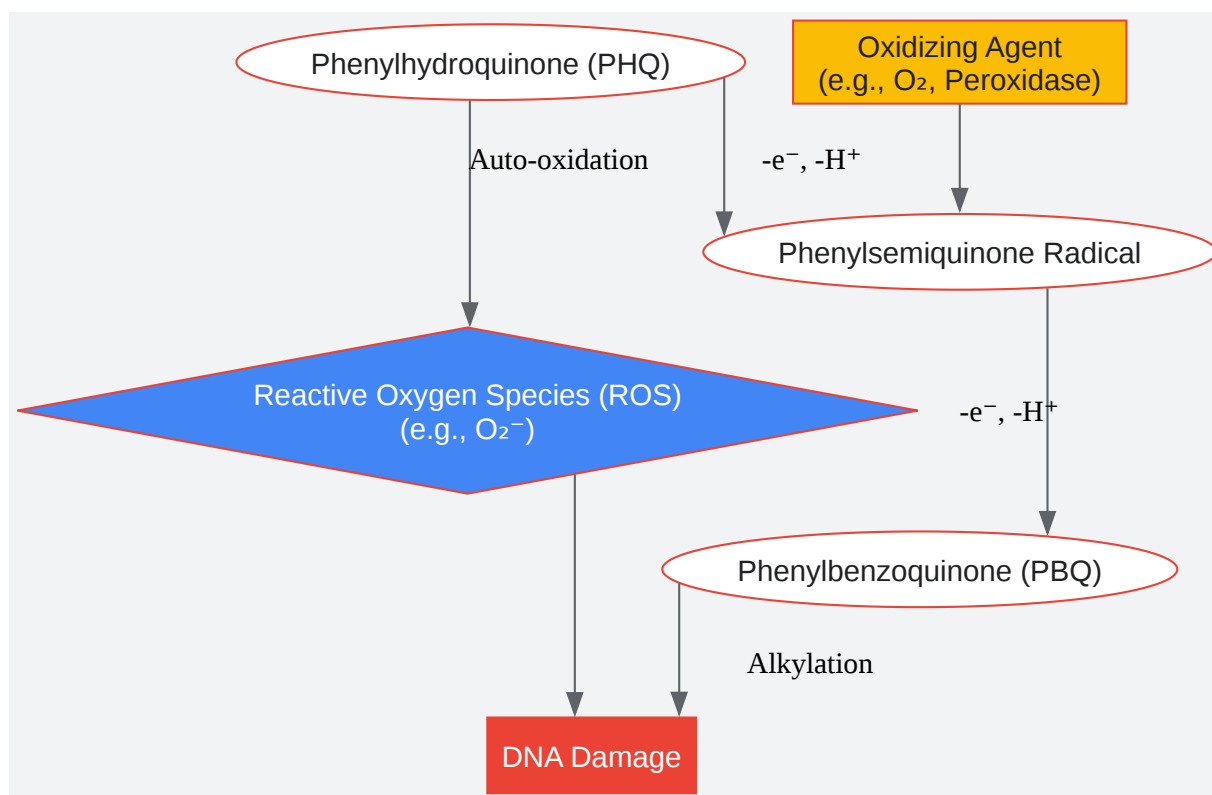 Phenylhydroquinone (PHQ)
Oxidizing Agent
(e.g., O₂, Peroxidase)
Auto-oxidation
-e⁻, -H⁺
Phenylsemiquinone Radical
Reactive Oxygen Species (ROS)
(e.g., O₂⁻)
-e⁻, -H⁺
Phenylbenzoquinone (PBQ)
Alkylation
DNA Damage